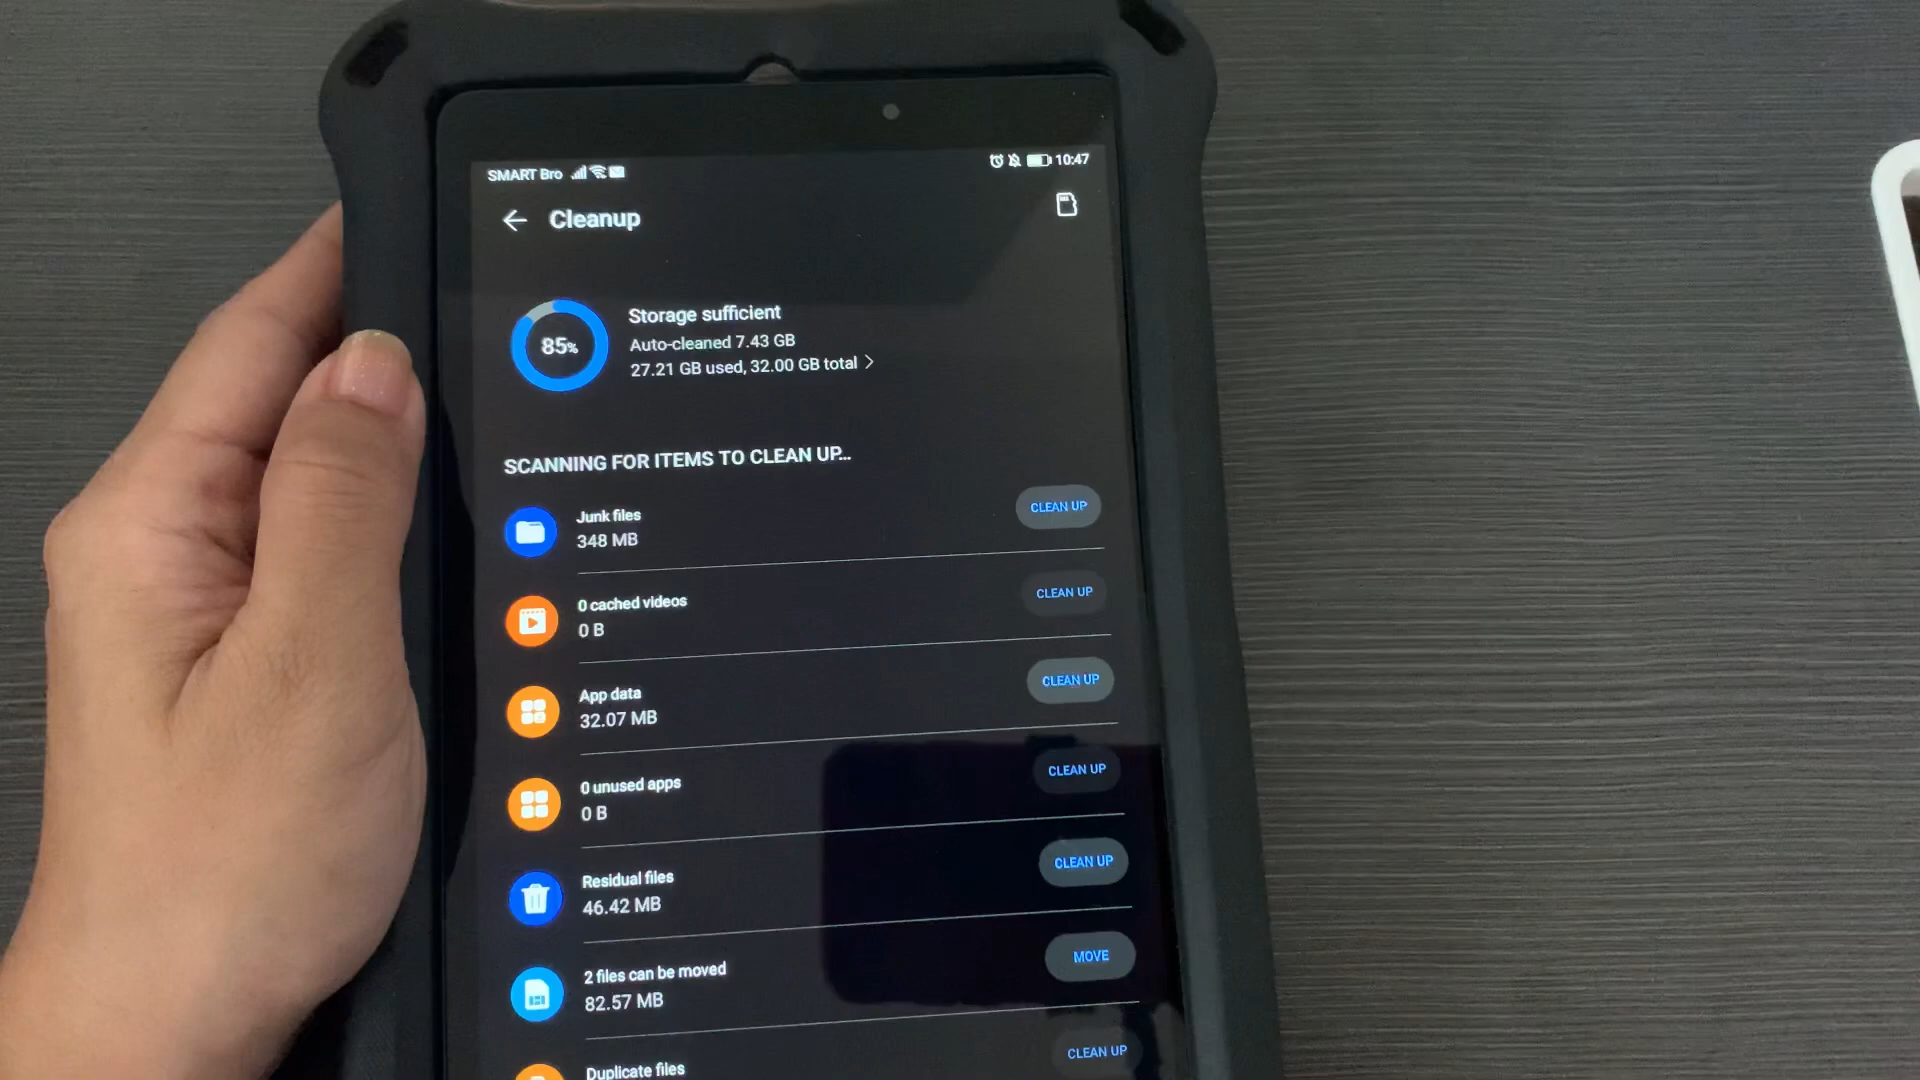 SMART Bro
10:47
Cleanup
85%
Storage sufficient
Auto-cleaned 7.43 GB
27.21 GB used, 32.00 GB total >
SCANNING FOR ITEMS TO CLEAN UP...
Junk files
348 MB
CLEAN UP
0 cached videos
0 B
CLEAN UP
App data
32.07 MB
CLEAN UP
0 unused apps
0 B
CLEAN UP
Residual files
46.42 MB
CLEAN UP
2 files can be moved
82.57 MB
MOVE
Duplicate files
CLEAN UP